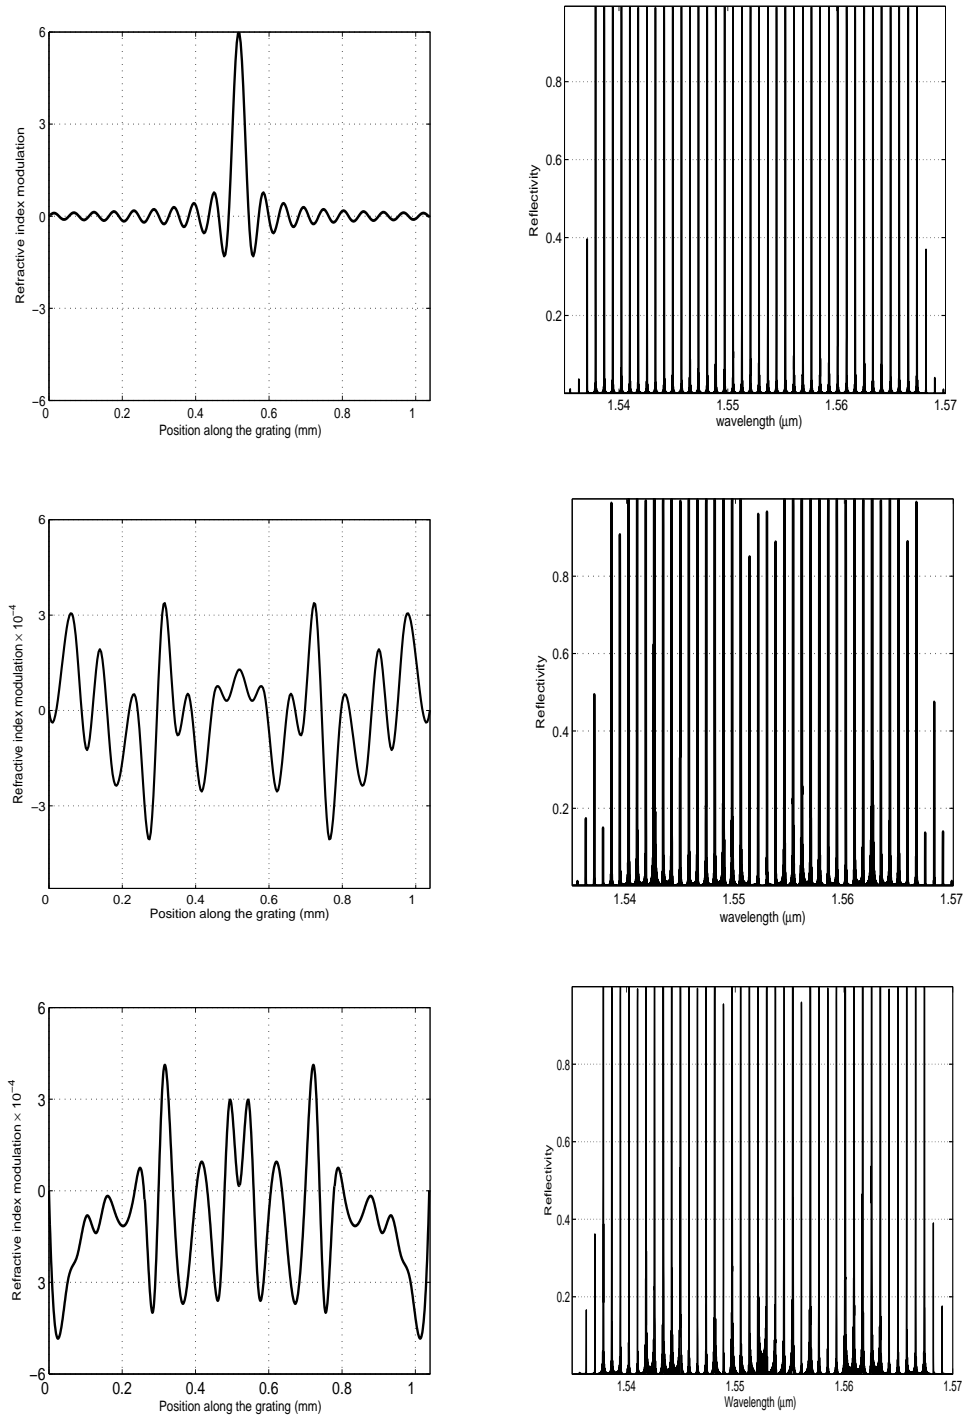 6
3
0
−3
−6
Refractive index modulation
0 0.2 0.4 0.6 0.8 1
Position along the grating (mm)
0.8
0.6
0.4
0.2
Reflectivity
1.54 1.55 1.56 1.57
wavelength (μm)
6
3
0
−3
Refractive index modulation × 10⁻⁴
0 0.2 0.4 0.6 0.8 1
Position along the grating (mm)
0.8
0.6
0.4
0.2
Reflectivity
1.54 1.55 1.56 1.57
wavelength (μm)
6
3
0
3
−6
Refractive index modulation × 10⁻⁴
0 0.2 0.4 0.6 0.8 1
Position along the grating (mm)
0.8
0.6
0.4
0.2
Reflectivity
1.54 1.55 1.56 1.57
Wavelength (μm)